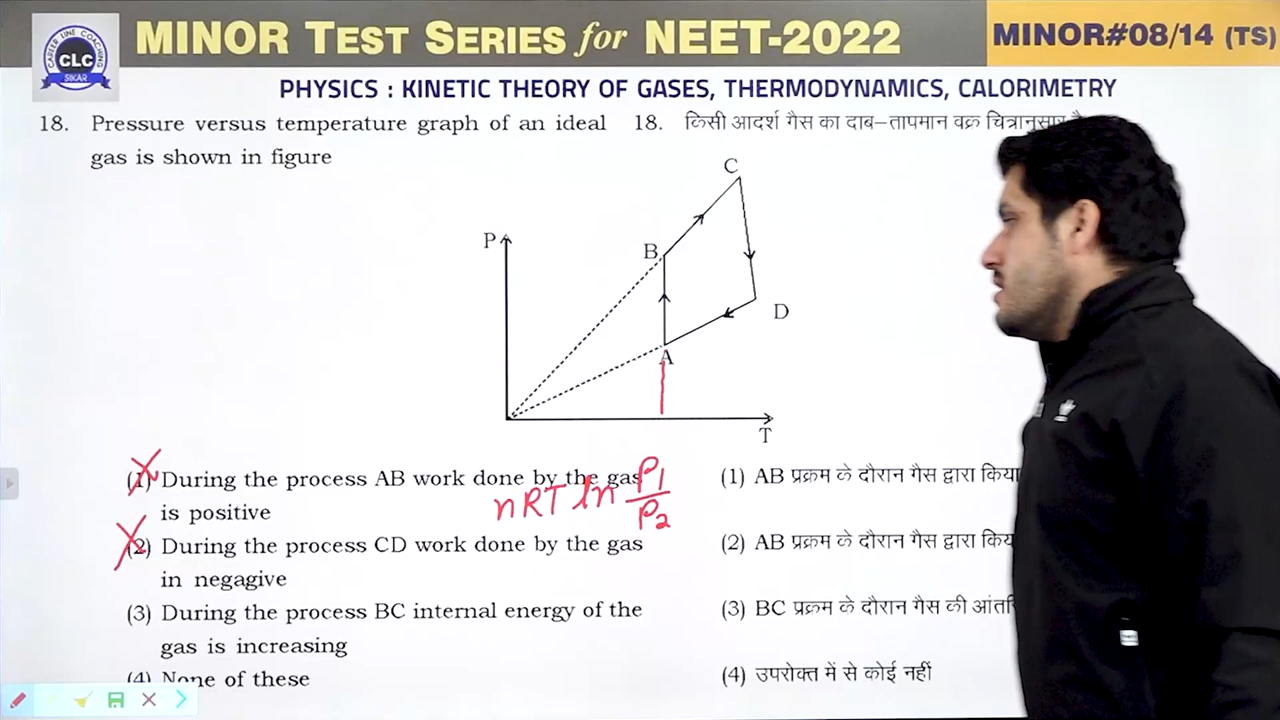 CAREER LINE COACHING
CLC
SIKAR
MINOR TEST SERIES for NEET-2022
MINOR#08/14 (TS)
PHYSICS : KINETIC THEORY OF GASES, THERMODYNAMICS, CALORIMETRY
18. Pressure versus temperature graph of an ideal
gas is shown in figure
18. किसी आदर्श गैस का दाब–तापमान वक्र चित्रानुसार
C
P
B
D
A
T
(1) During the process AB work done by the gas
is positive
nRT ln P1/P2
(2) During the process CD work done by the gas
in negagive
(3) During the process BC internal energy of the
gas is increasing
(4) None of these
(1) AB प्रक्रम के दौरान गैस द्वारा किया
(2) AB प्रक्रम के दौरान गैस द्वारा
(3) BC प्रक्रम के दौरान गैस की
(4) उपरोक्त में से कोई नहीं